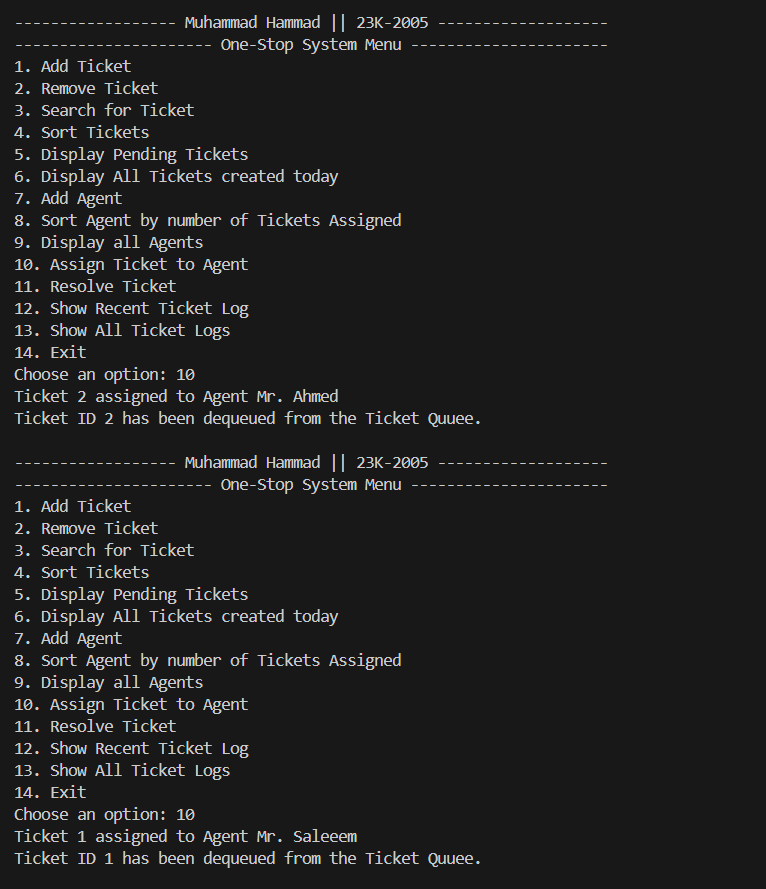 ------------------ Muhammad Hammad || 23K-2005 -------------------
---------------------- One-Stop System Menu ----------------------
1. Add Ticket
2. Remove Ticket
3. Search for Ticket
4. Sort Tickets
5. Display Pending Tickets
6. Display All Tickets created today
7. Add Agent
8. Sort Agent by number of Tickets Assigned
9. Display all Agents
10. Assign Ticket to Agent
11. Resolve Ticket
12. Show Recent Ticket Log
13. Show All Ticket Logs
14. Exit
Choose an option: 10
Ticket 2 assigned to Agent Mr. Ahmed
Ticket ID 2 has been dequeued from the Ticket Quuee.

------------------ Muhammad Hammad || 23K-2005 -------------------
---------------------- One-Stop System Menu ----------------------
1. Add Ticket
2. Remove Ticket
3. Search for Ticket
4. Sort Tickets
5. Display Pending Tickets
6. Display All Tickets created today
7. Add Agent
8. Sort Agent by number of Tickets Assigned
9. Display all Agents
10. Assign Ticket to Agent
11. Resolve Ticket
12. Show Recent Ticket Log
13. Show All Ticket Logs
14. Exit
Choose an option: 10
Ticket 1 assigned to Agent Mr. Saleeem
Ticket ID 1 has been dequeued from the Ticket Quuee.